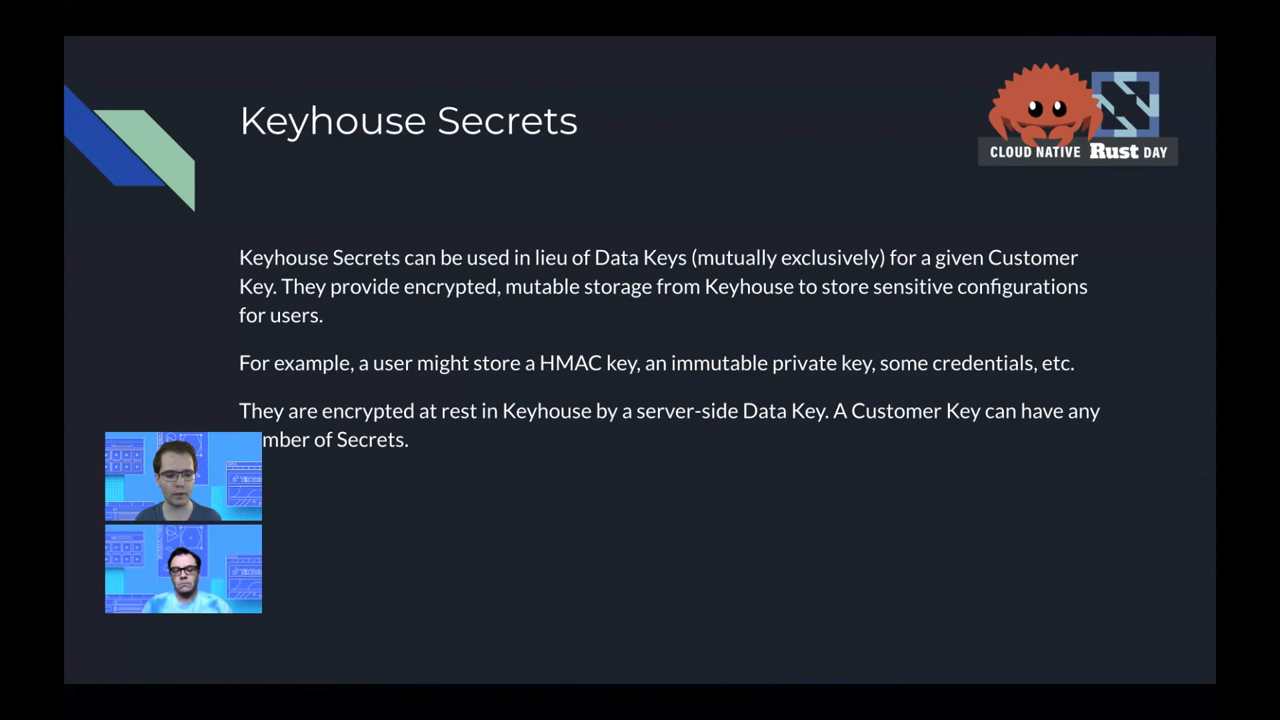 Keyhouse Secrets
CLOUD NATIVE Rust DAY
Keyhouse Secrets can be used in lieu of Data Keys (mutually exclusively) for a given Customer
Key. They provide encrypted, mutable storage from Keyhouse to store sensitive configurations
for users.
For example, a user might store a HMAC key, an immutable private key, some credentials, etc.
They are encrypted at rest in Keyhouse by a server-side Data Key. A Customer Key can have any
mber of Secrets.